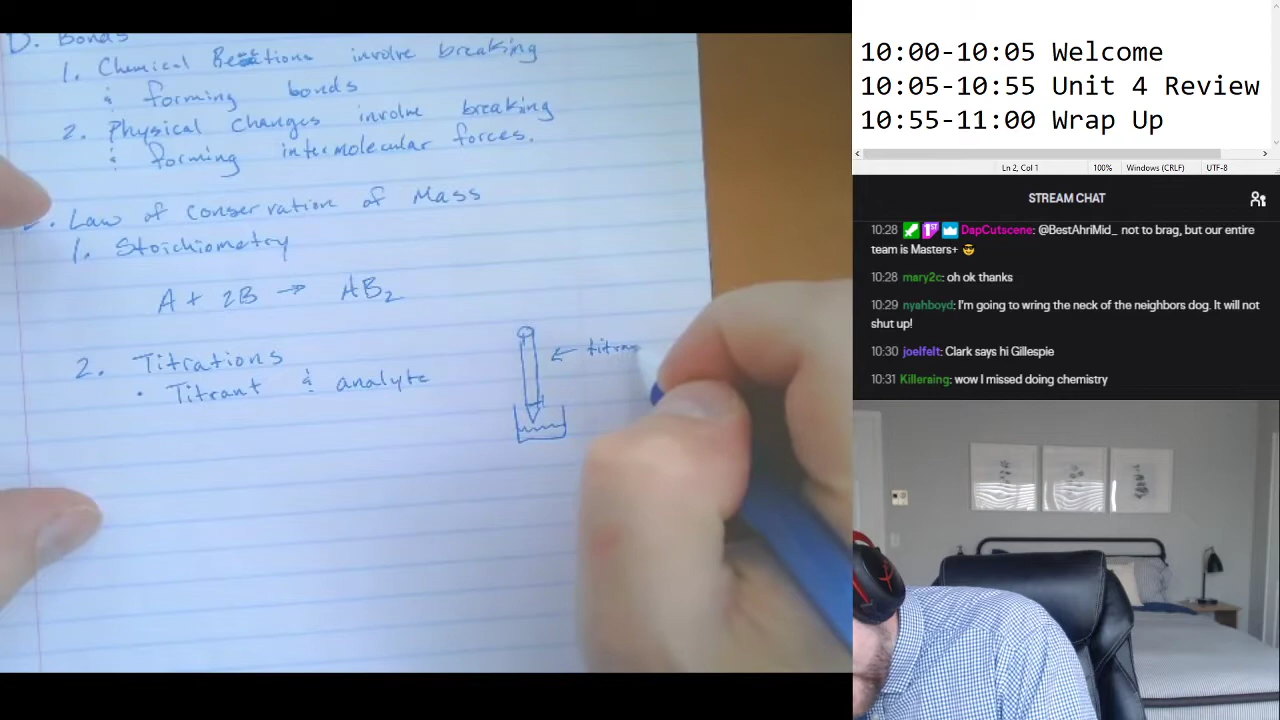 D. Bonds
1. Chemical Reactions involve breaking
& forming bonds
2. Physical Changes involve breaking
& forming intermolecular forces.
. Law of Conservation of Mass
1. Stoichiometry
A + 2B → AB2
2. Titrations
• Titrant & analyte
← titran
10:00-10:05 Welcome
10:05-10:55 Unit 4 Review
10:55-11:00 Wrap Up
Ln 2, Col 1 100% Windows (CRLF) UTF-8
STREAM CHAT
10:28 1ST DapCutscene: @BestAhriMid_ not to brag, but our entire
team is Masters+ 😎
10:28 mary2c: oh ok thanks
10:29 nyahboyd: I'm going to wring the neck of the neighbors dog. It will not
shut up!
10:30 joelfelt: Clark says hi Gillespie
10:31 Killeraing: wow I missed doing chemistry